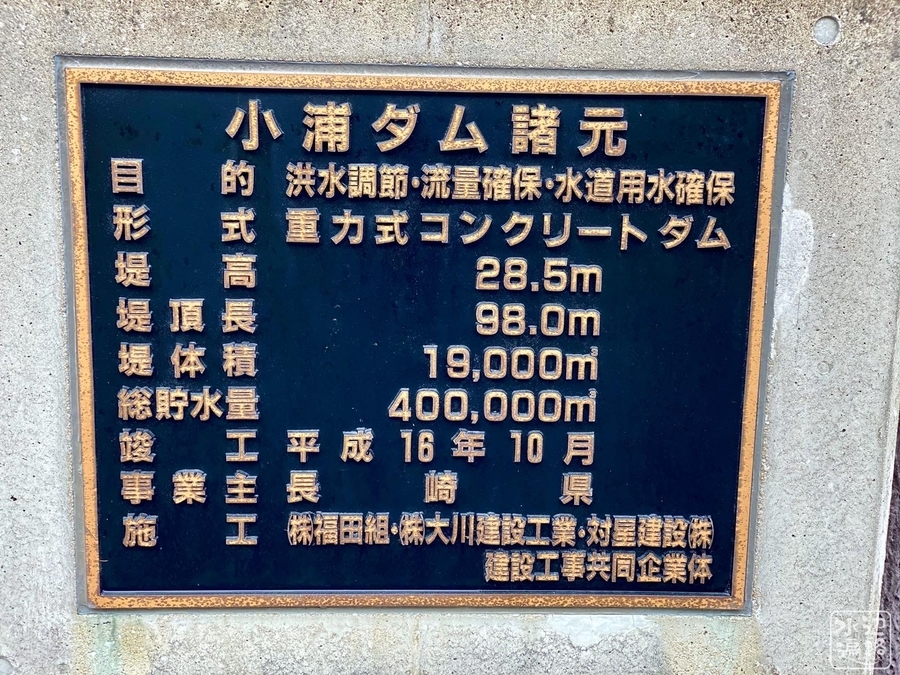 小浦ダム諸元
目的 洪水調節・流量確保・水道用水確保
形式 重力式コンクリートダム
堤高 28.5m
堤頂長 98.0m
堤体積 19,000m³
総貯水量 400,000m³
竣工 平成16年10月
事業主 長崎県
施工 ㈱福田組・㈱大川建設工業・対星建設㈱
建設工事共同企業体